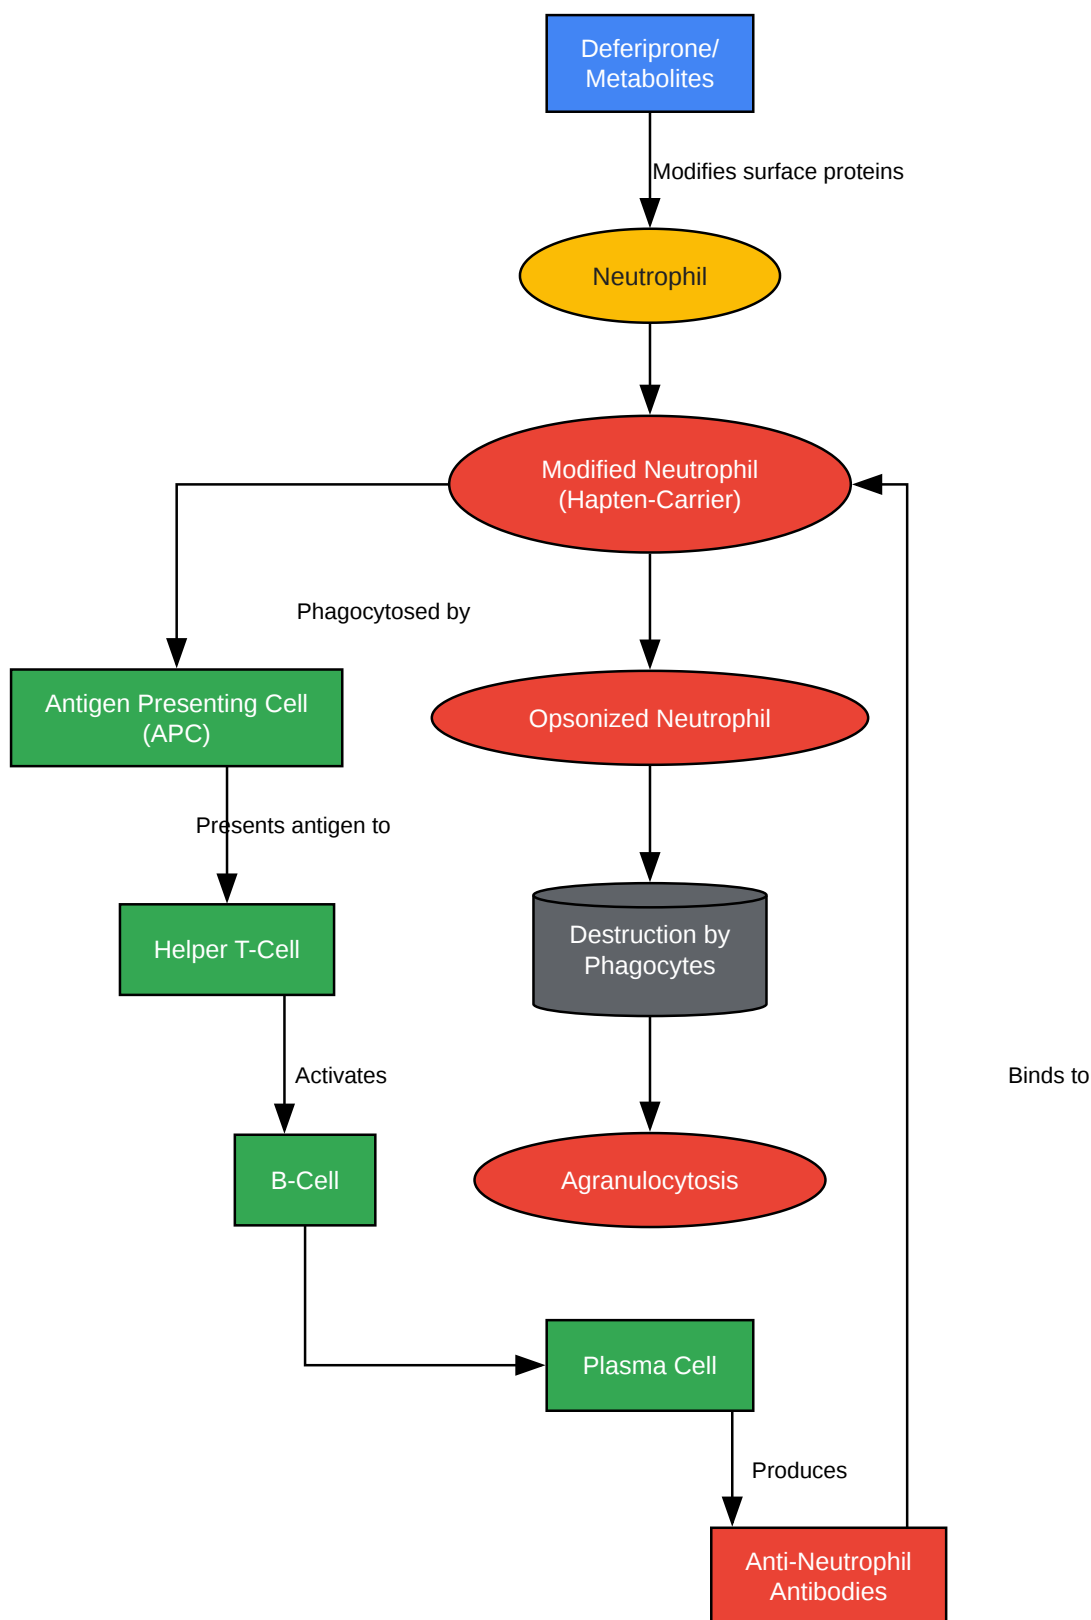 Deferiprone/
Metabolites
Modifies surface proteins
Neutrophil
Modified Neutrophil
(Hapten-Carrier)
Phagocytosed by
Antigen Presenting Cell
(APC)
Opsonized Neutrophil
Presents antigen to
Helper T-Cell
Destruction by
Phagocytes
Activates
Binds to
B-Cell
Agranulocytosis
Plasma Cell
Produces
Anti-Neutrophil
Antibodies